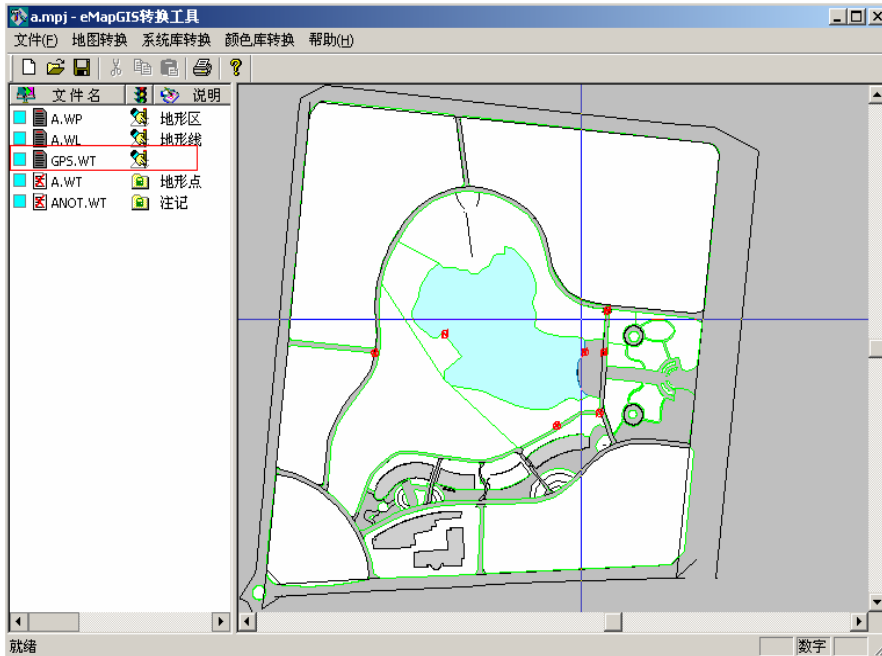 a.mpj - eMapGIS转换工具
文件(F) 地图转换 系统库转换 颜色库转换 帮助(H)
文件名 说明
A.WP 地形区
A.WL 地形线
GPS.WT
A.WT 地形点
ANOT.WT 注记
就绪 数字